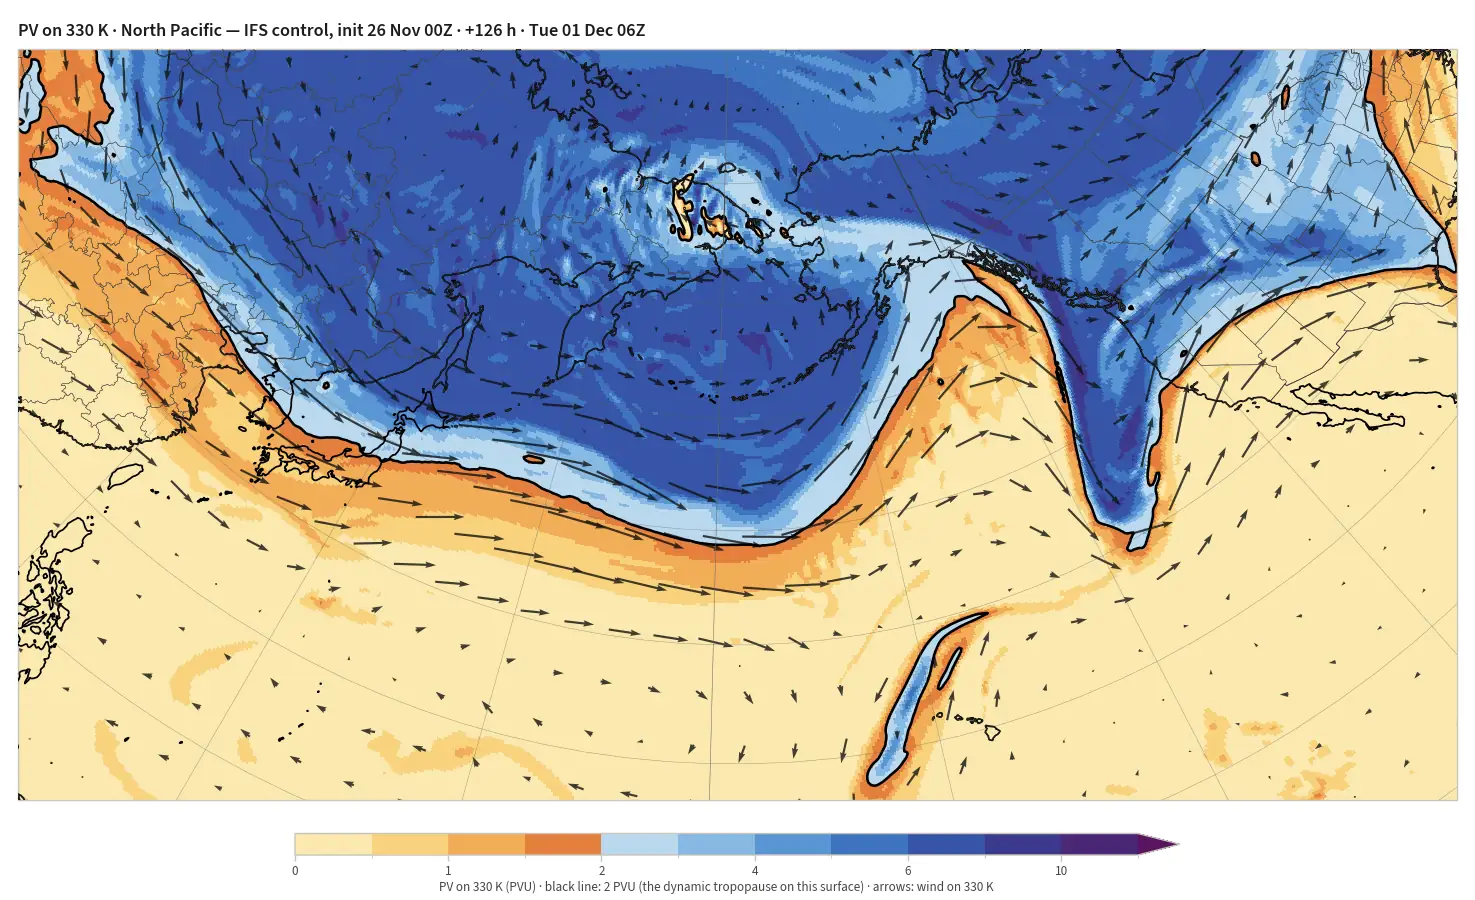 PV on 330 K · North Pacific — IFS control, init 26 Nov 00Z · +126 h · Tue 01 Dec 06Z
0 1 2 4 6 10
PV on 330 K (PVU) · black line: 2 PVU (the dynamic tropopause on this surface) · arrows: wind on 330 K